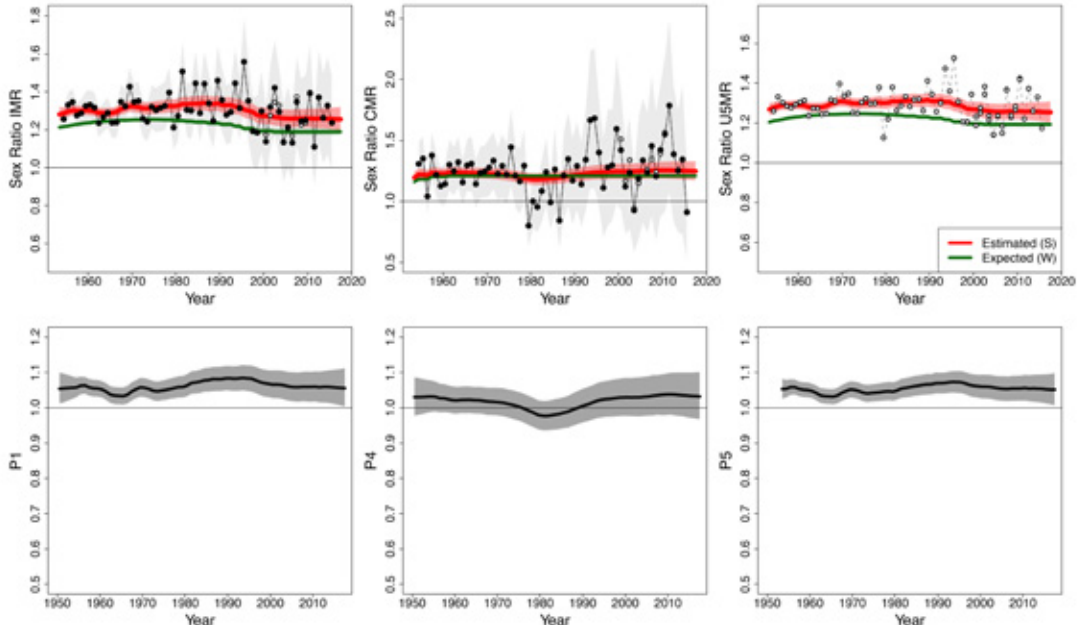 Sex Ratio IMR
0.6 0.8 1.0 1.2 1.4 1.6 1.8
1960 1970 1980 1990 2000 2010 2020
Year
Sex Ratio CMR
0.5 1.0 1.5 2.0 2.5
1960 1970 1980 1990 2000 2010 2020
Year
Sex Ratio U5MR
0.6 0.8 1.0 1.2 1.4 1.6
1960 1970 1980 1990 2000 2010 2020
Year
Estimated (S)
Expected (W)
P1
0.5 0.6 0.7 0.8 0.9 1.0 1.1 1.2
1950 1960 1970 1980 1990 2000 2010
Year
P4
0.5 0.6 0.7 0.8 0.9 1.0 1.1 1.2
1950 1960 1970 1980 1990 2000 2010
Year
P5
0.5 0.6 0.7 0.8 0.9 1.0 1.1 1.2
1950 1960 1970 1980 1990 2000 2010
Year